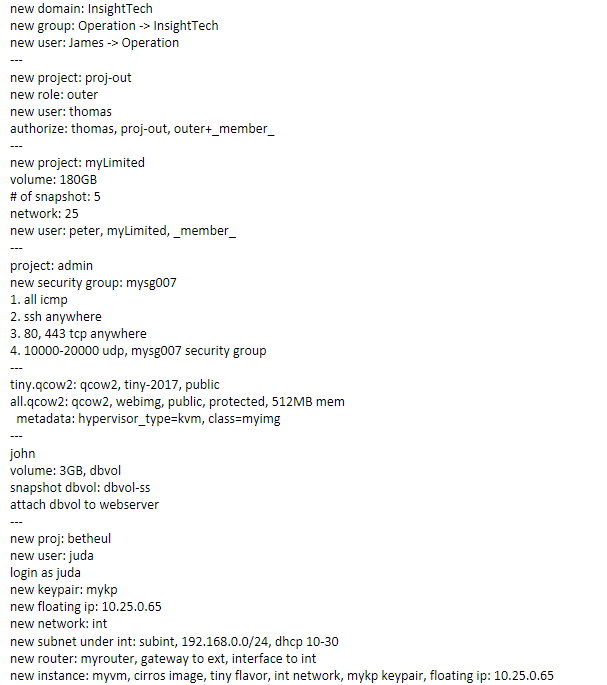 new domain: InsightTech
new group: Operation -> InsightTech
new user: James -> Operation
---
new project: proj-out
new role: outer
new user: thomas
authorize: thomas, proj-out, outer+_member_
---
new project: myLimited
volume: 180GB
# of snapshot: 5
network: 25
new user: peter, myLimited, _member_
---
project: admin
new security group: mysg007
1. all icmp
2. ssh anywhere
3. 80, 443 tcp anywhere
4. 10000-20000 udp, mysg007 security group
---
tiny.qcow2: qcow2, tiny-2017, public
all.qcow2: qcow2, webimg, public, protected, 512MB mem
  metadata: hypervisor_type=kvm, class=myimg
---
john
volume: 3GB, dbvol
snapshot dbvol: dbvol-ss
attach dbvol to webserver
---
new proj: betheul
new user: juda
login as juda
new keypair: mykp
new floating ip: 10.25.0.65
new network: int
new subnet under int: subint, 192.168.0.0/24, dhcp 10-30
new router: myrouter, gateway to ext, interface to int
new instance: myvm, cirros image, tiny flavor, int network, mykp keypair, floating ip: 10.25.0.65